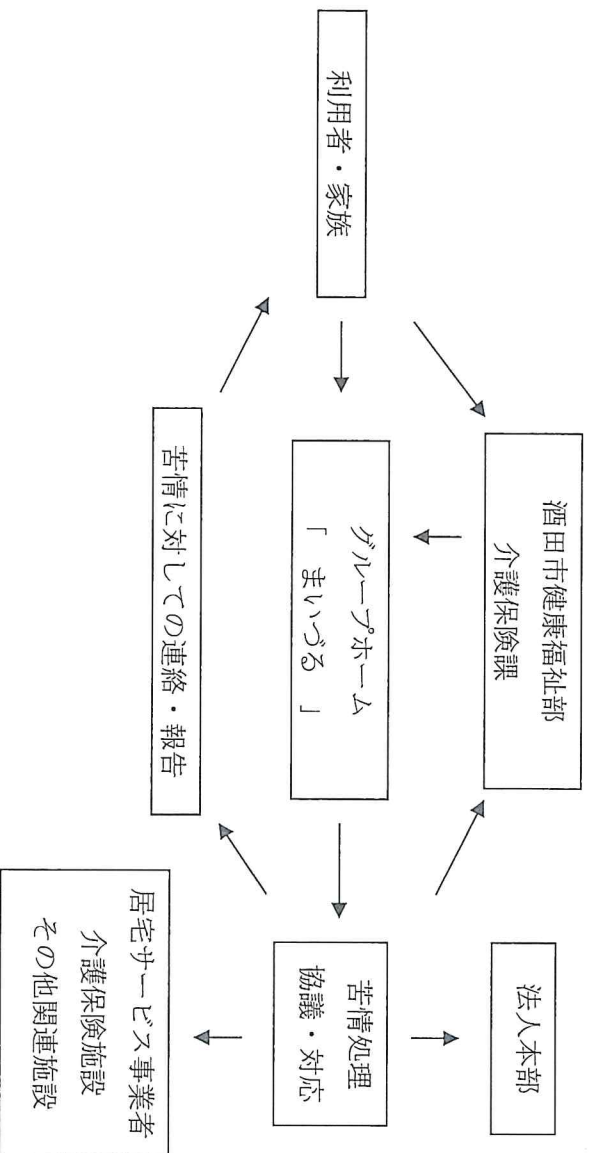 利用者・家族
酒田市健康福祉部
介護保険課
グループホーム
「 まいづる 」
苦情に対しての連絡・報告
法人本部
苦情処理
協議・対応
居宅サービス事業者
介護保険施設
その他関連施設